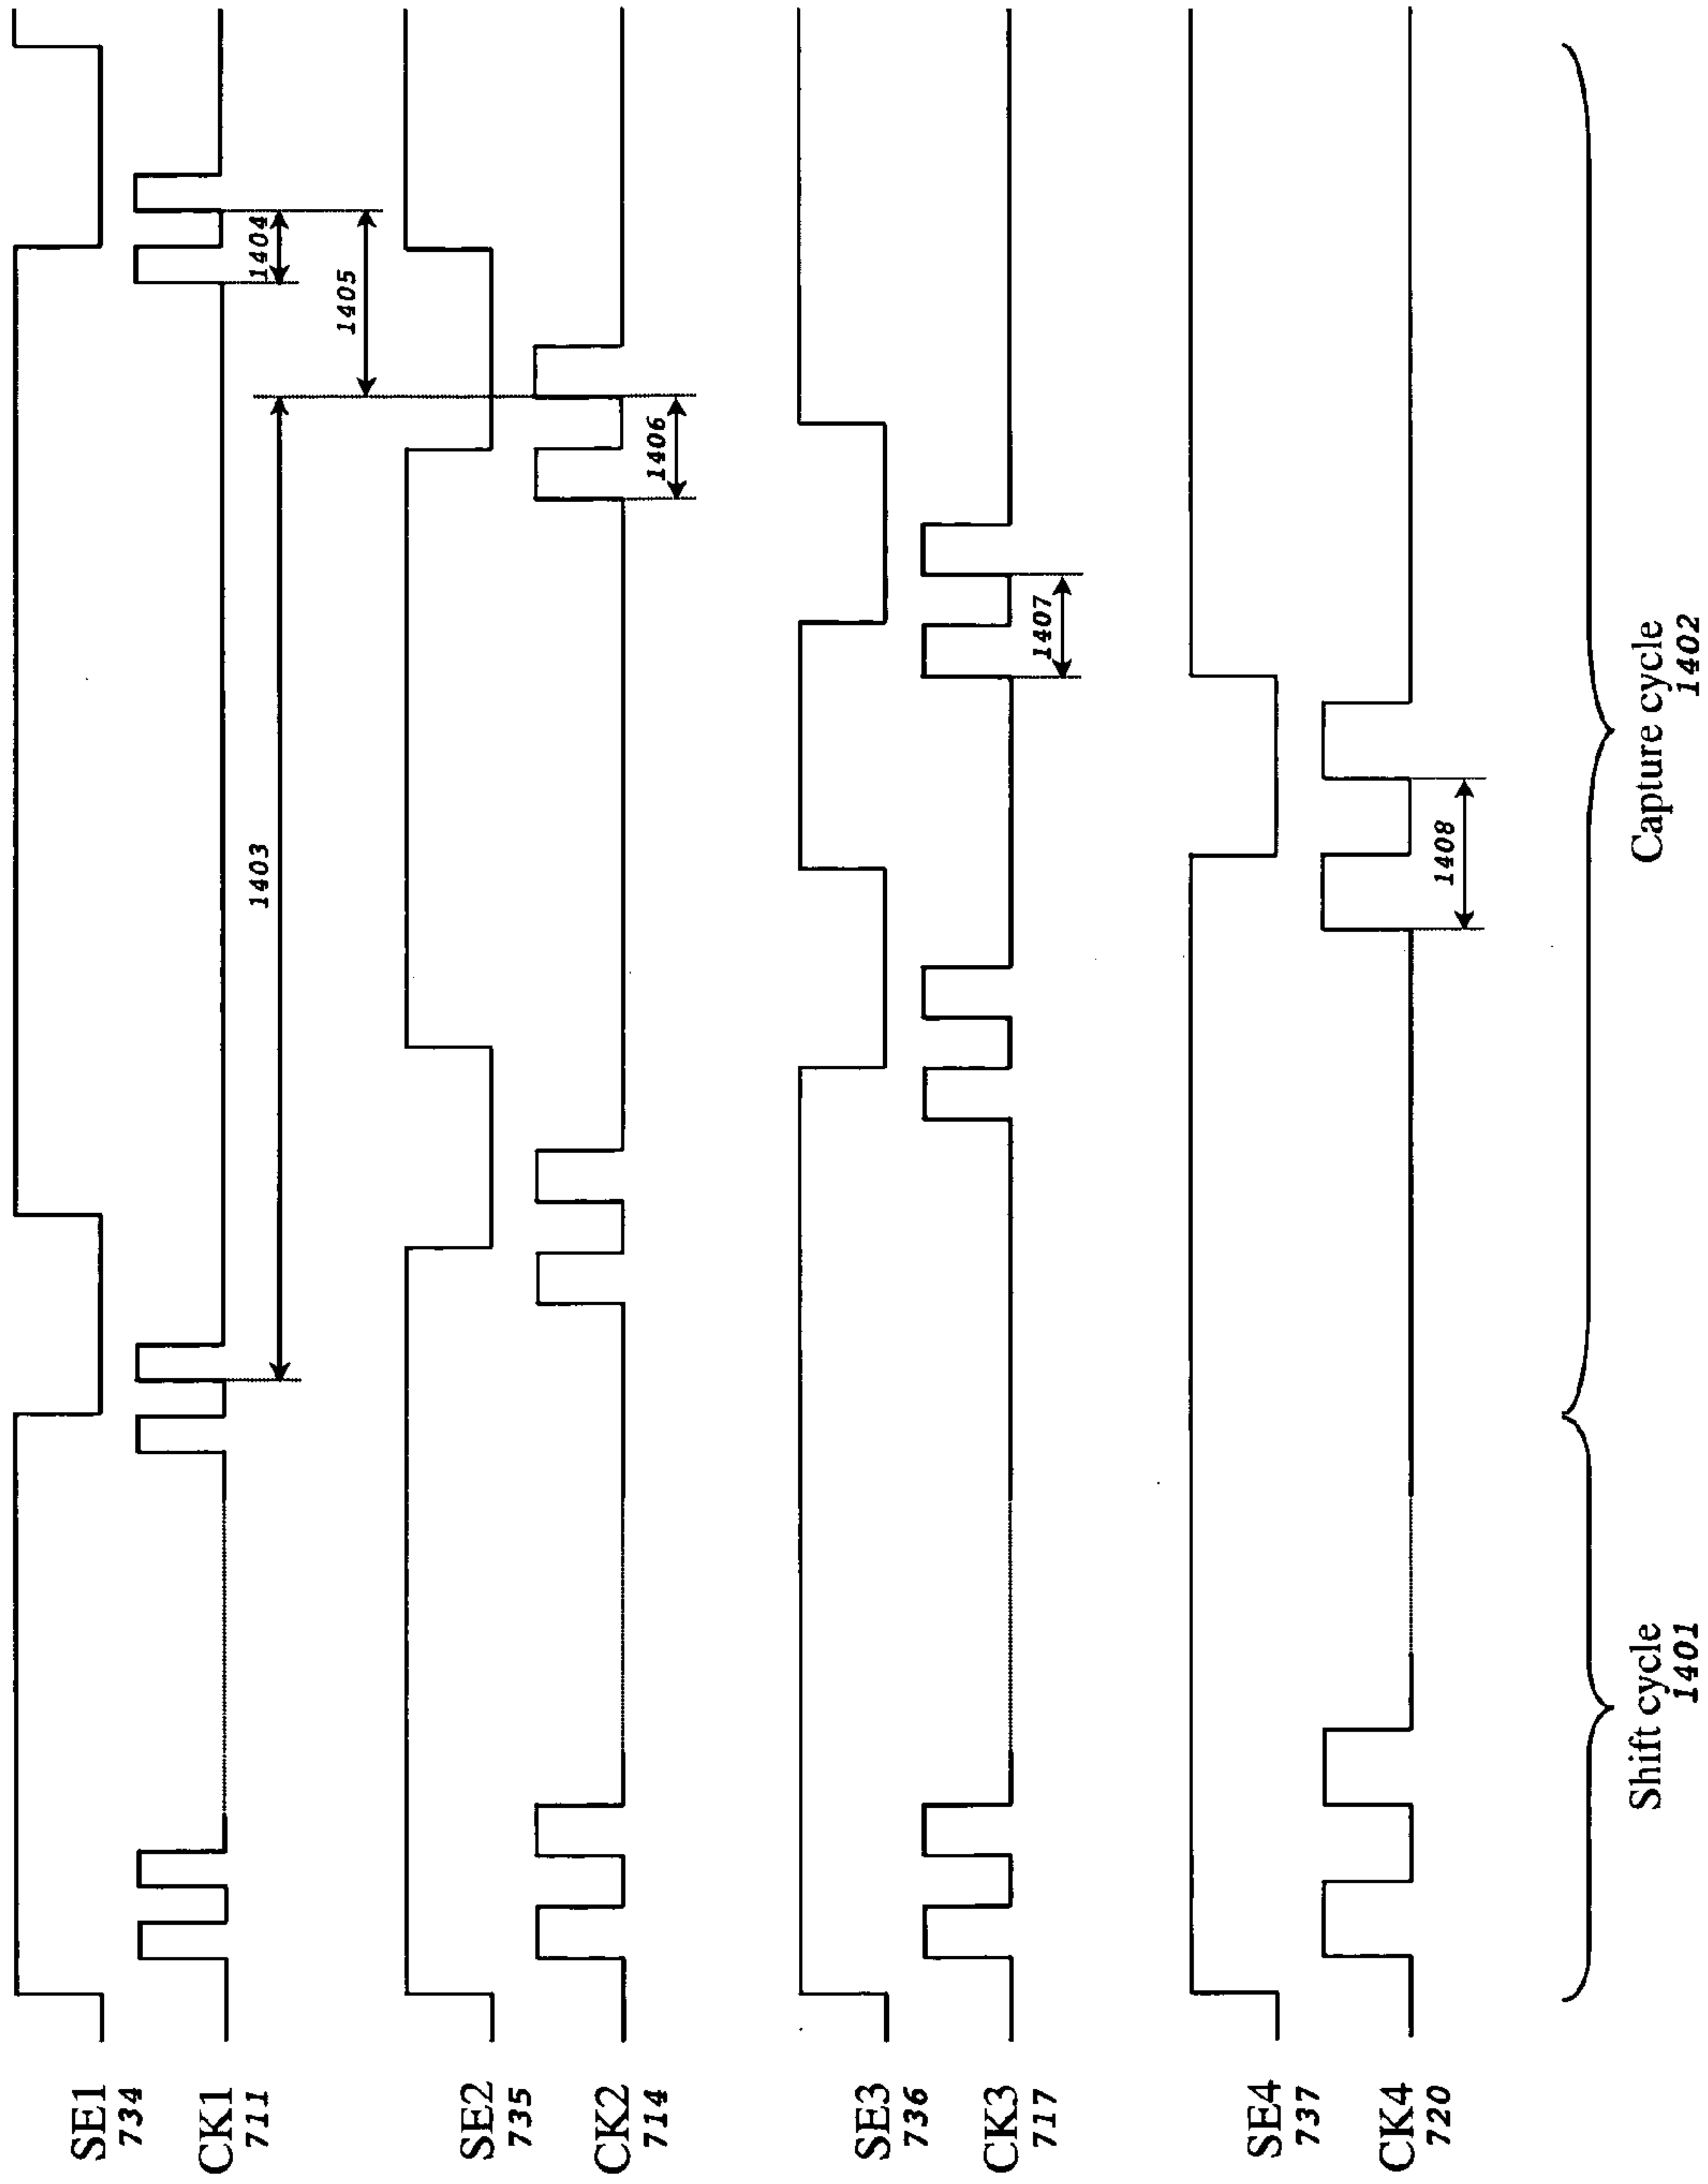 SE1
734
CK1
711
1403
1404
1405
SE2
735
CK2
714
1406
SE3
736
CK3
717
1407
SE4
737
CK4
720
1408
Shift cycle
1401
Capture cycle
1402